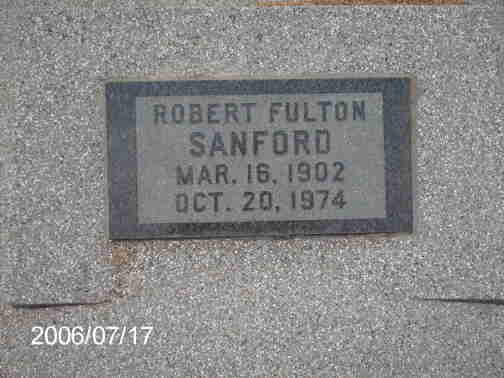 ROBERT FULTON
SANFORD
MAR. 16, 1902
OCT. 20, 1974
2006/07/17